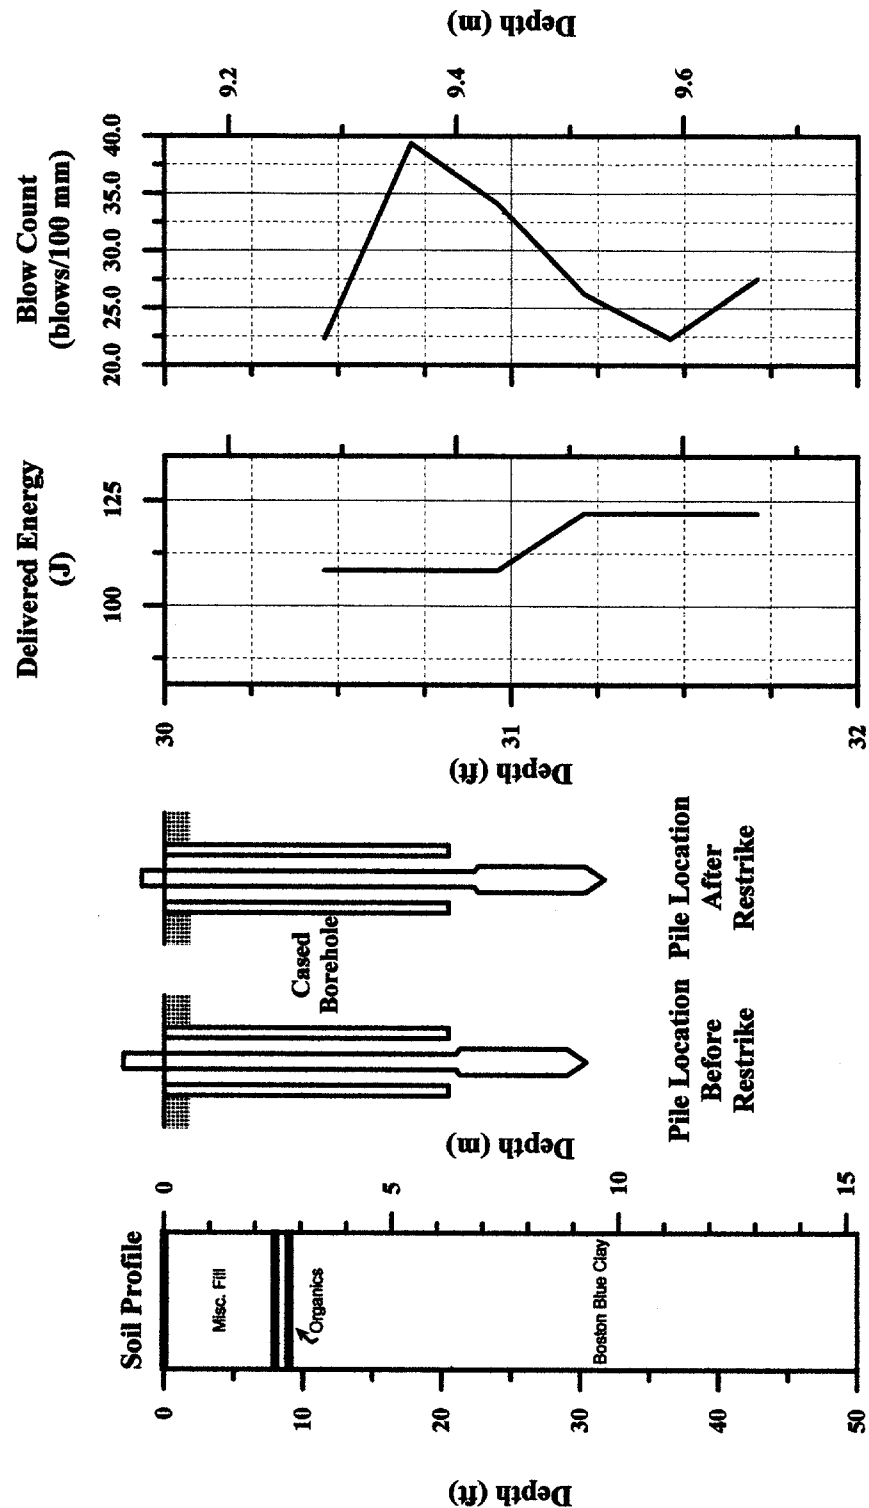 Soil Profile
Depth (ft)
0
10
20
30
40
50
Misc. Fill
Organics
Boston Blue Clay
0
5
10
15
Depth (m)
Cased
Borehole
Pile Location
Before
Restrike
Pile Location
After
Restrike
Delivered Energy
(J)
100
125
Depth (ft)
30
31
32
Blow Count
(blows/100 mm)
20.0
25.0
30.0
35.0
40.0
9.2
9.4
9.6
Depth (m)